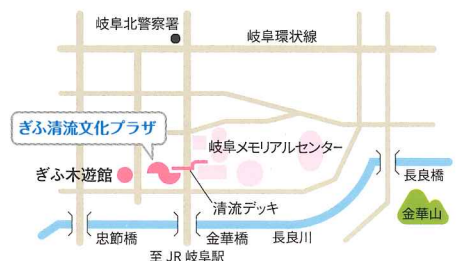 岐阜北警察署
岐阜環状線
ぎふ清流文化プラザ
岐阜メモリアルセンター
ぎふ木遊館
長良橋
清流デッキ
金華山
忠節橋
金華橋
長良川
至 JR 岐阜駅